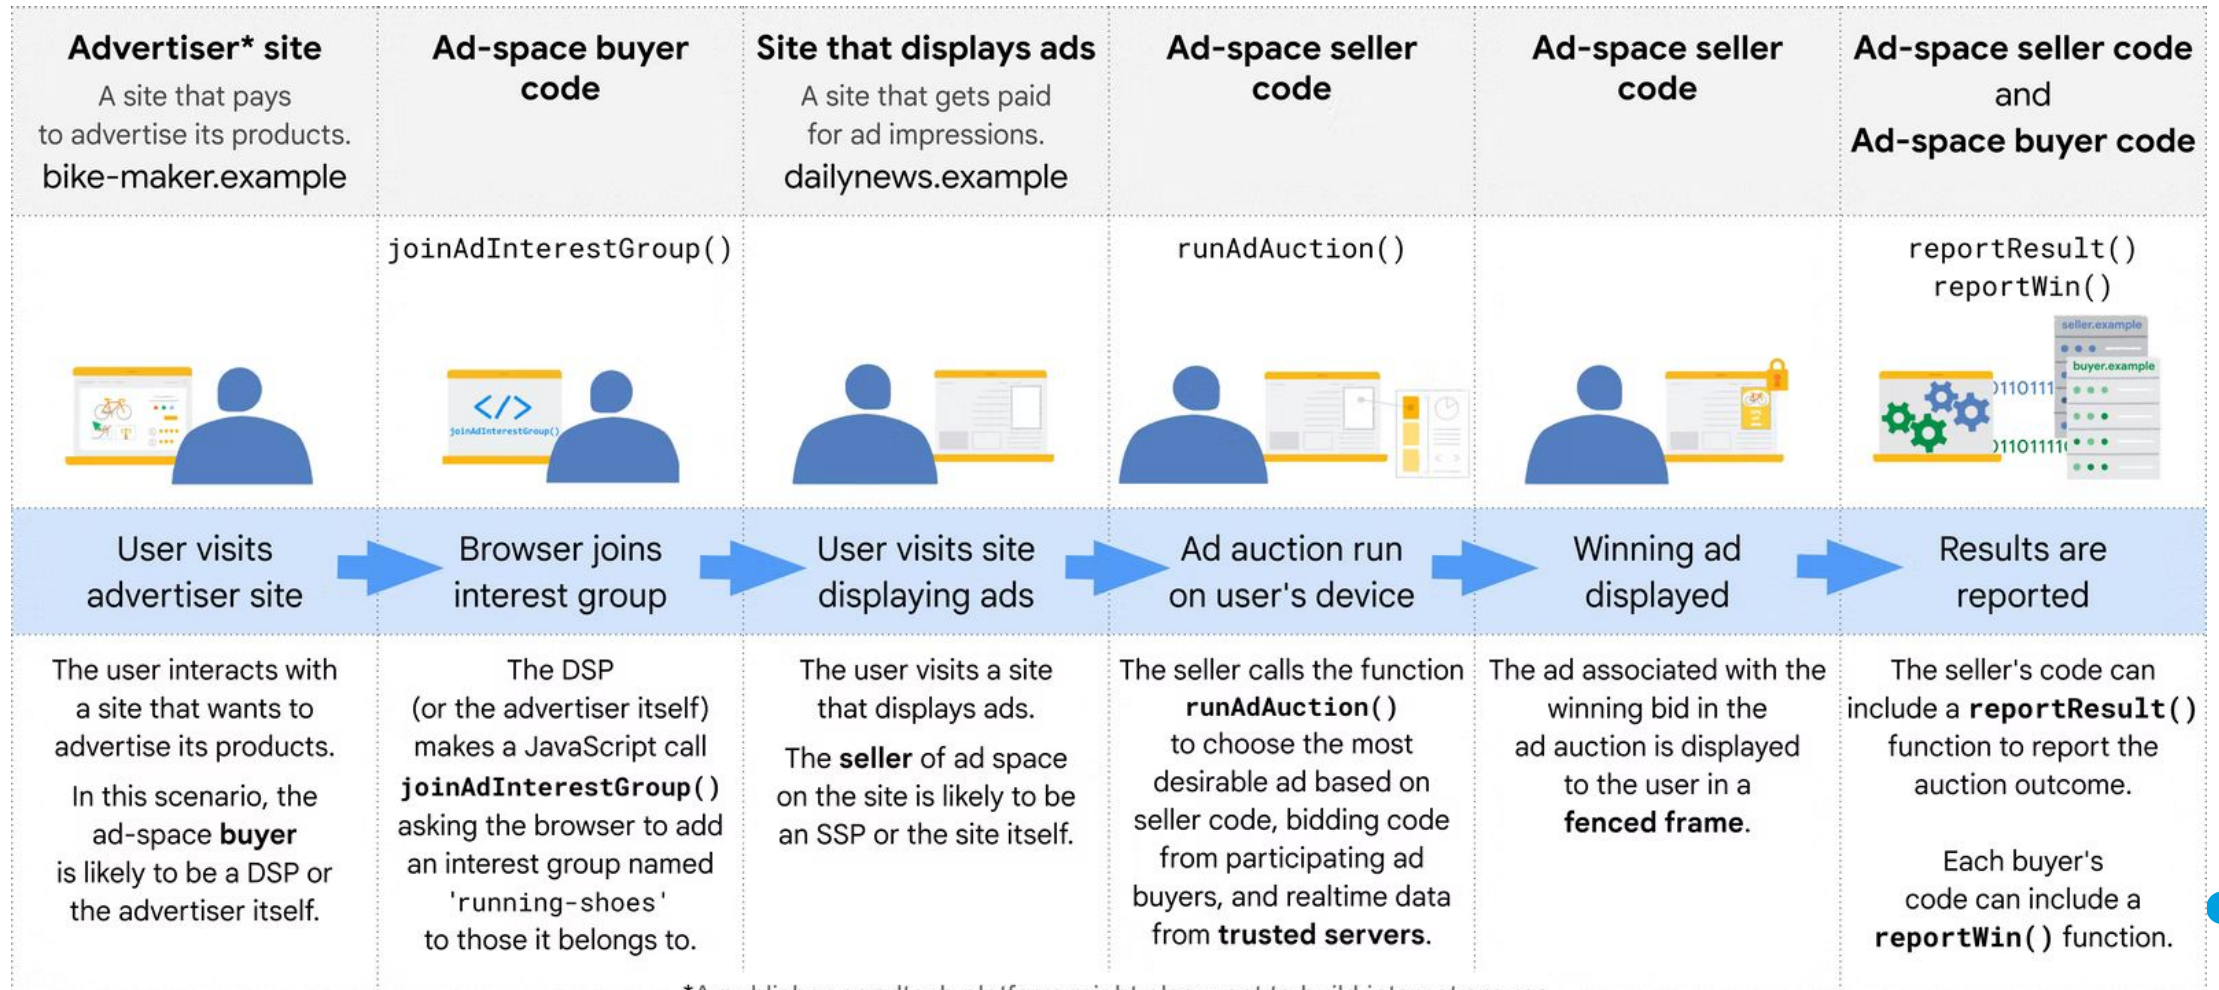 Advertiser* site
A site that pays
to advertise its products.
bike-maker.example
Ad-space buyer
code
Site that displays ads
A site that gets paid
for ad impressions.
dailynews.example
Ad-space seller
code
Ad-space seller
code
Ad-space seller code
and
Ad-space buyer code
joinAdInterestGroup()
runAdAuction()
reportResult()
reportWin()
</>
joinAdInterestGroup()
seller.example
buyer.example
User visits
advertiser site
Browser joins
interest group
User visits site
displaying ads
Ad auction run
on user's device
Winning ad
displayed
Results are
reported
The user interacts with
a site that wants to
advertise its products.
In this scenario, the
ad-space buyer
is likely to be a DSP or
the advertiser itself.
The DSP
(or the advertiser itself)
makes a JavaScript call
joinAdInterestGroup()
asking the browser to add
an interest group named
'running-shoes'
to those it belongs to.
The user visits a site
that displays ads.
The seller of ad space
on the site is likely to be
an SSP or the site itself.
The seller calls the function
runAdAuction()
to choose the most
desirable ad based on
seller code, bidding code
from participating ad
buyers, and realtime data
from trusted servers.
The ad associated with the
winning bid in the
ad auction is displayed
to the user in a
fenced frame.
The seller's code can
include a reportResult()
function to report the
auction outcome.
Each buyer's
code can include a
reportWin() function.